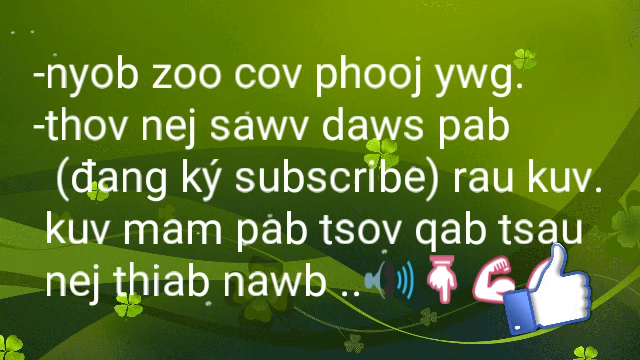 -nyob zoo cov phooj ywg.
-thov nej sawv daws pab
(đang ký subscribe) rau kuv.
kuv mam pab tsov qab tsau
nej thiab nawb ..🔊👇💪